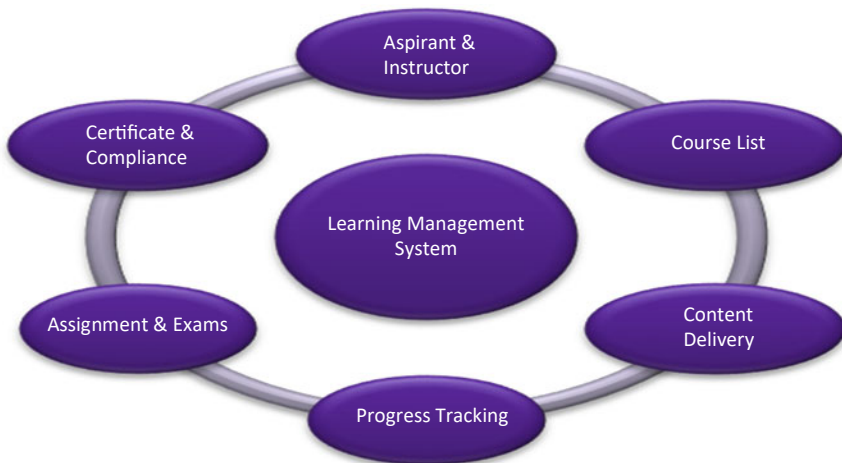 Aspirant &
Instructor
Course List
Content
Delivery
Progress Tracking
Assignment & Exams
Certificate &
Compliance
Learning Management
System